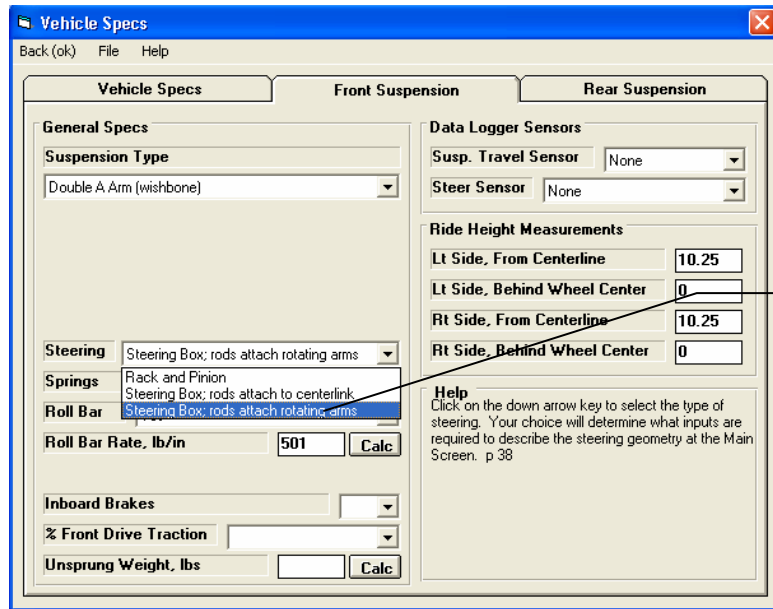 Vehicle Specs
Back (ok) File Help
Vehicle Specs Front Suspension Rear Suspension
General Specs
Suspension Type
Double A Arm (wishbone)
Steering Steering Box; rods attach rotating arms
Rack and Pinion
Steering Box; rods attach to centerlink
Steering Box; rods attach rotating arms
Springs
Roll Bar
Roll Bar Rate, lb/in 501 Calc
Inboard Brakes
% Front Drive Traction
Unsprung Weight, lbs Calc
Data Logger Sensors
Susp. Travel Sensor None
Steer Sensor None
Ride Height Measurements
Lt Side, From Centerline 10.25
Lt Side, Behind Wheel Center 0
Rt Side, From Centerline 10.25
Rt Side, Behind Wheel Center 0
Help
Click on the down arrow key to select the type of
steering. Your choice will determine what inputs are
required to describe the steering geometry at the Main
Screen. p 38